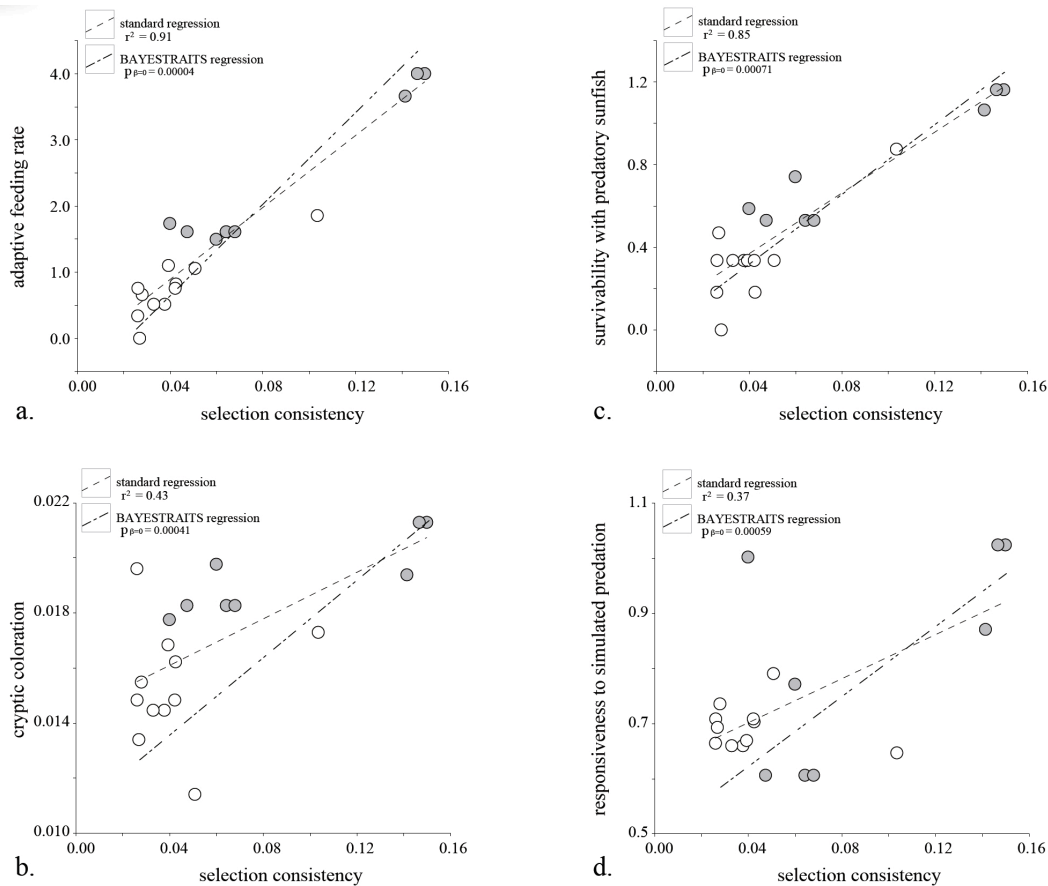 standard regression
r² = 0.91
BAYESTRAITS regression
p β=0 = 0.00004
adaptive feeding rate
4.0
3.0
2.0
1.0
0.0
0.00 0.04 0.08 0.12 0.16
a. selection consistency
standard regression
r² = 0.85
BAYESTRAITS regression
p β=0 = 0.00071
survivability with predatory sunfish
1.2
0.8
0.4
0.0
0.00 0.04 0.08 0.12 0.16
c. selection consistency
standard regression
r² = 0.43
BAYESTRAITS regression
p β=0 = 0.00041
cryptic coloration
0.022
0.018
0.014
0.010
0.00 0.04 0.08 0.12 0.16
b. selection consistency
standard regression
r² = 0.37
BAYESTRAITS regression
p β=0 = 0.00059
responsiveness to simulated predation
1.1
0.9
0.7
0.5
0.00 0.04 0.08 0.12 0.16
d. selection consistency